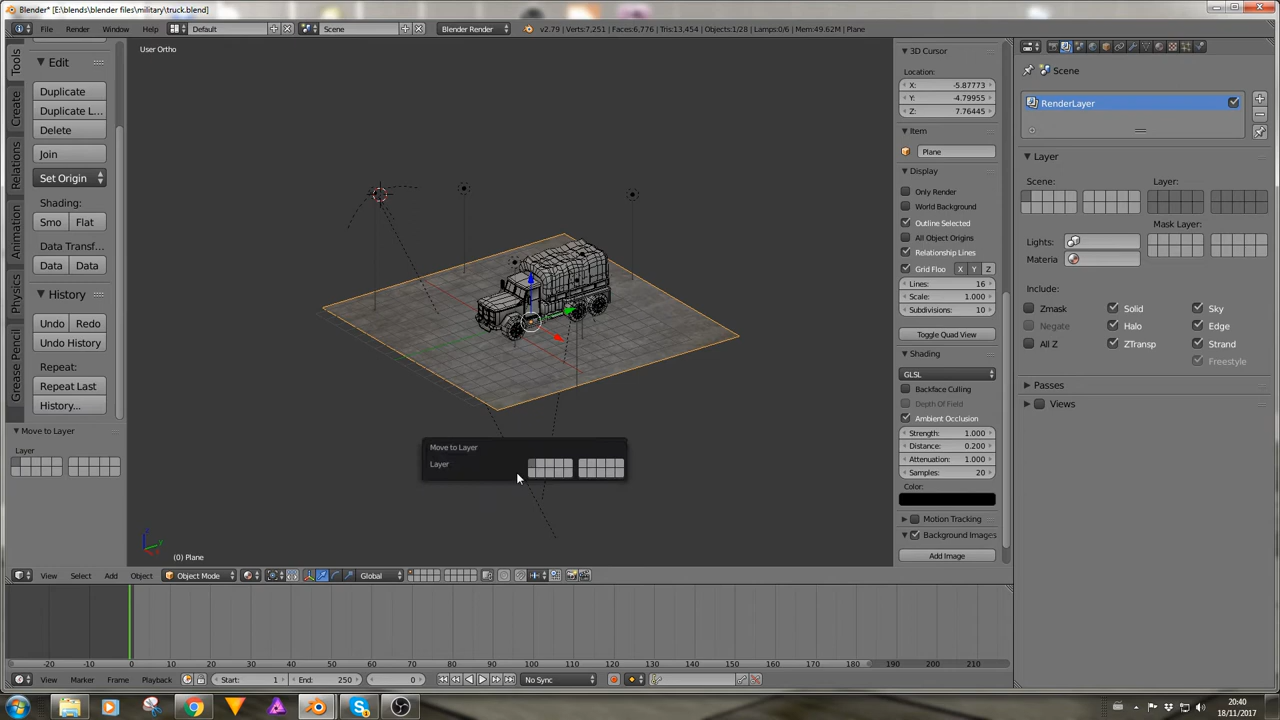 Blender* [E:\blends\blender files\military\truck.blend]
File
Render
Window
Help
Default
Scene
Blender Render
v2.79 | Verts:7,251 | Faces:6,776 | Tris:13,454 | Objects:1/28 | Lamps:0/6 | Mem:49.62M | Plane
Tools
Create
Relations
Animation
Physics
Grease Pencil
Edit
Duplicate
Duplicate L...
Delete
Join
Set Origin
Shading:
Smo
Flat
Data Transf...
Data
Data
History
Undo
Redo
Undo History
Repeat:
Repeat Last
History...
Move to Layer
Layer
User Ortho
Move to Layer
Layer
(0) Plane
3D Cursor
Location:
X: -5.87773
Y: -4.79955
Z: 7.76445
Item
Plane
Display
Only Render
World Background
Outline Selected
All Object Origins
Relationship Lines
Grid Floo
X
Y
Z
Lines: 16
Scale: 1.000
Subdivisions: 10
Toggle Quad View
Shading
GLSL
Backface Culling
Depth Of Field
Ambient Occlusion
Strength: 1.000
Distance: 0.200
Attenuation: 1.000
Samples: 20
Color:
Motion Tracking
Background Images
Add Image
Scene
RenderLayer
Layer
Scene:
Layer:
Mask Layer:
Lights:
Materia
Include:
Zmask
Solid
Sky
Negate
Halo
Edge
All Z
ZTransp
Strand
Freestyle
Passes
Views
View
Select
Add
Object
Object Mode
Global
-20
-10
0
10
20
30
40
50
60
70
80
90
100
110
120
130
140
150
160
170
180
190
200
210
View
Marker
Frame
Playback
Start: 1
End: 250
0
No Sync
20:40
18/11/2017